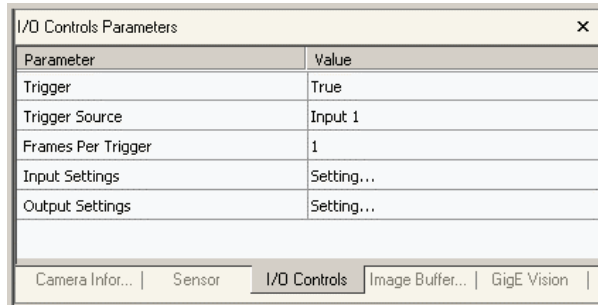 I/O Controls Parameters
Parameter Value
Trigger True
Trigger Source Input 1
Frames Per Trigger 1
Input Settings Setting...
Output Settings Setting...
Camera Infor... | Sensor I/O Controls Image Buffer... | GigE Vision |